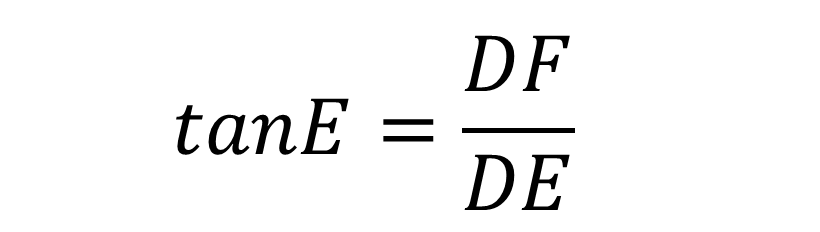 tanE = DF/DE